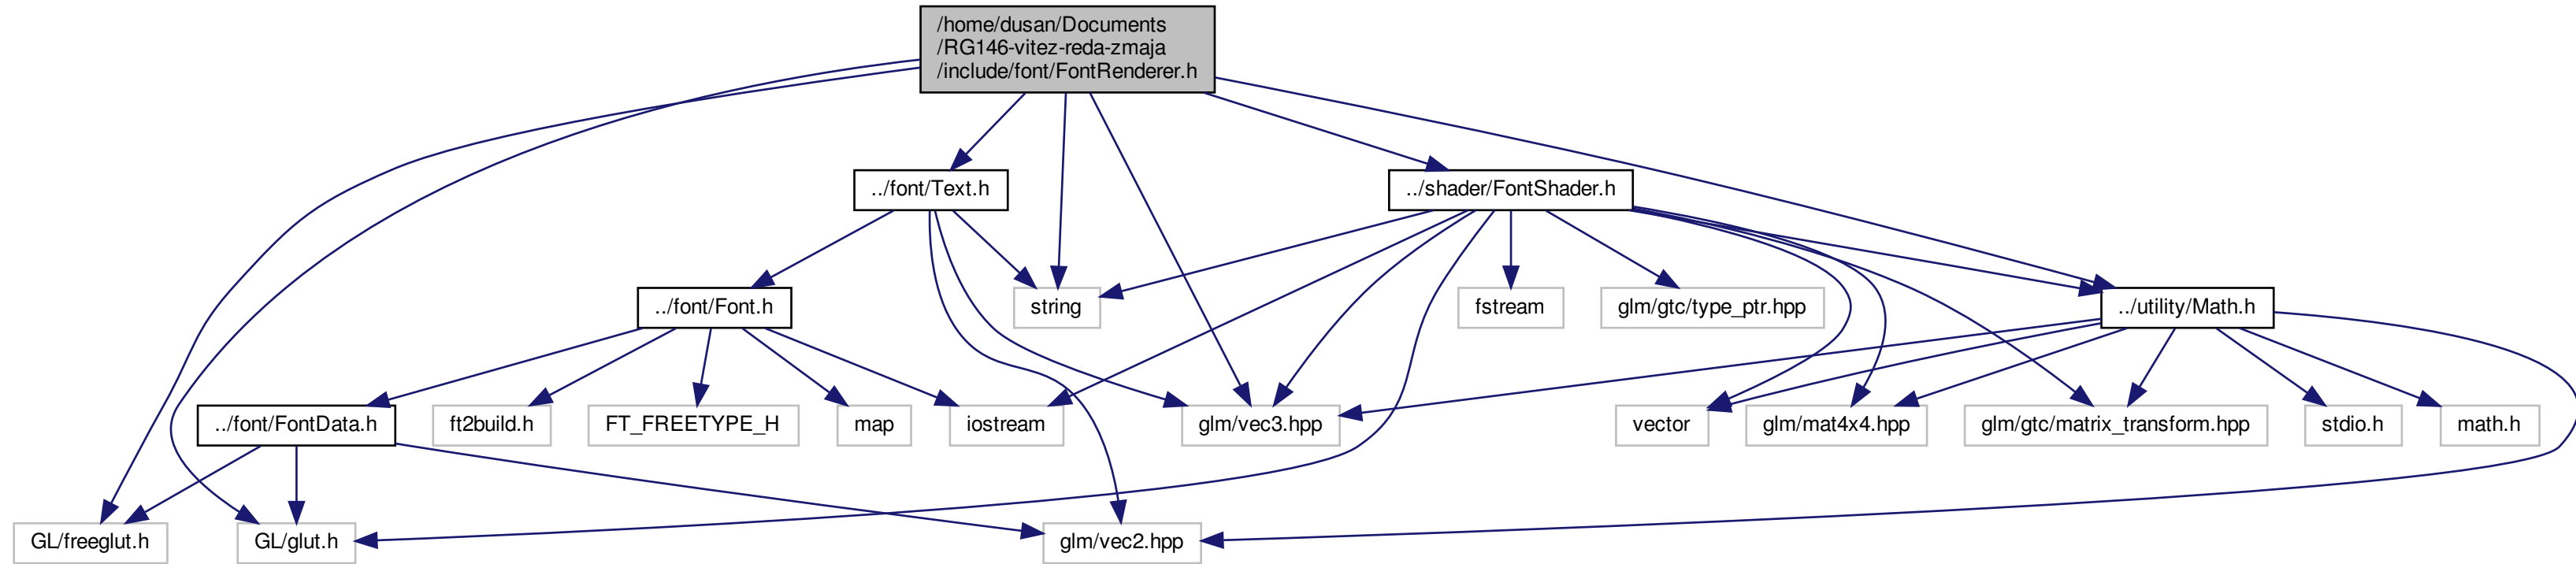 /home/dusan/Documents
/RG146-vitez-reda-zmaja
/include/font/FontRenderer.h
../font/Text.h
../shader/FontShader.h
../font/Font.h
string
fstream
glm/gtc/type_ptr.hpp
../utility/Math.h
../font/FontData.h
ft2build.h
FT_FREETYPE_H
map
iostream
glm/vec3.hpp
vector
glm/mat4x4.hpp
glm/gtc/matrix_transform.hpp
stdio.h
math.h
GL/freeglut.h
GL/glut.h
glm/vec2.hpp